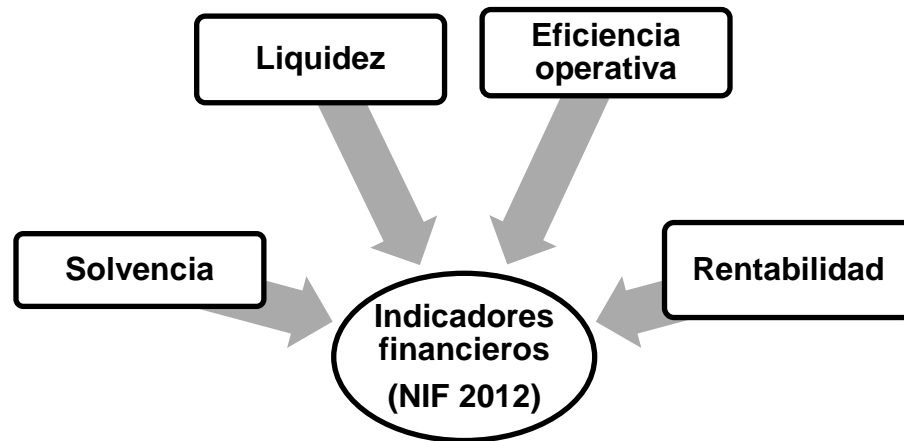 Liquidez
Eficiencia
operativa
Solvencia
Rentabilidad
Indicadores
financieros
(NIF 2012)